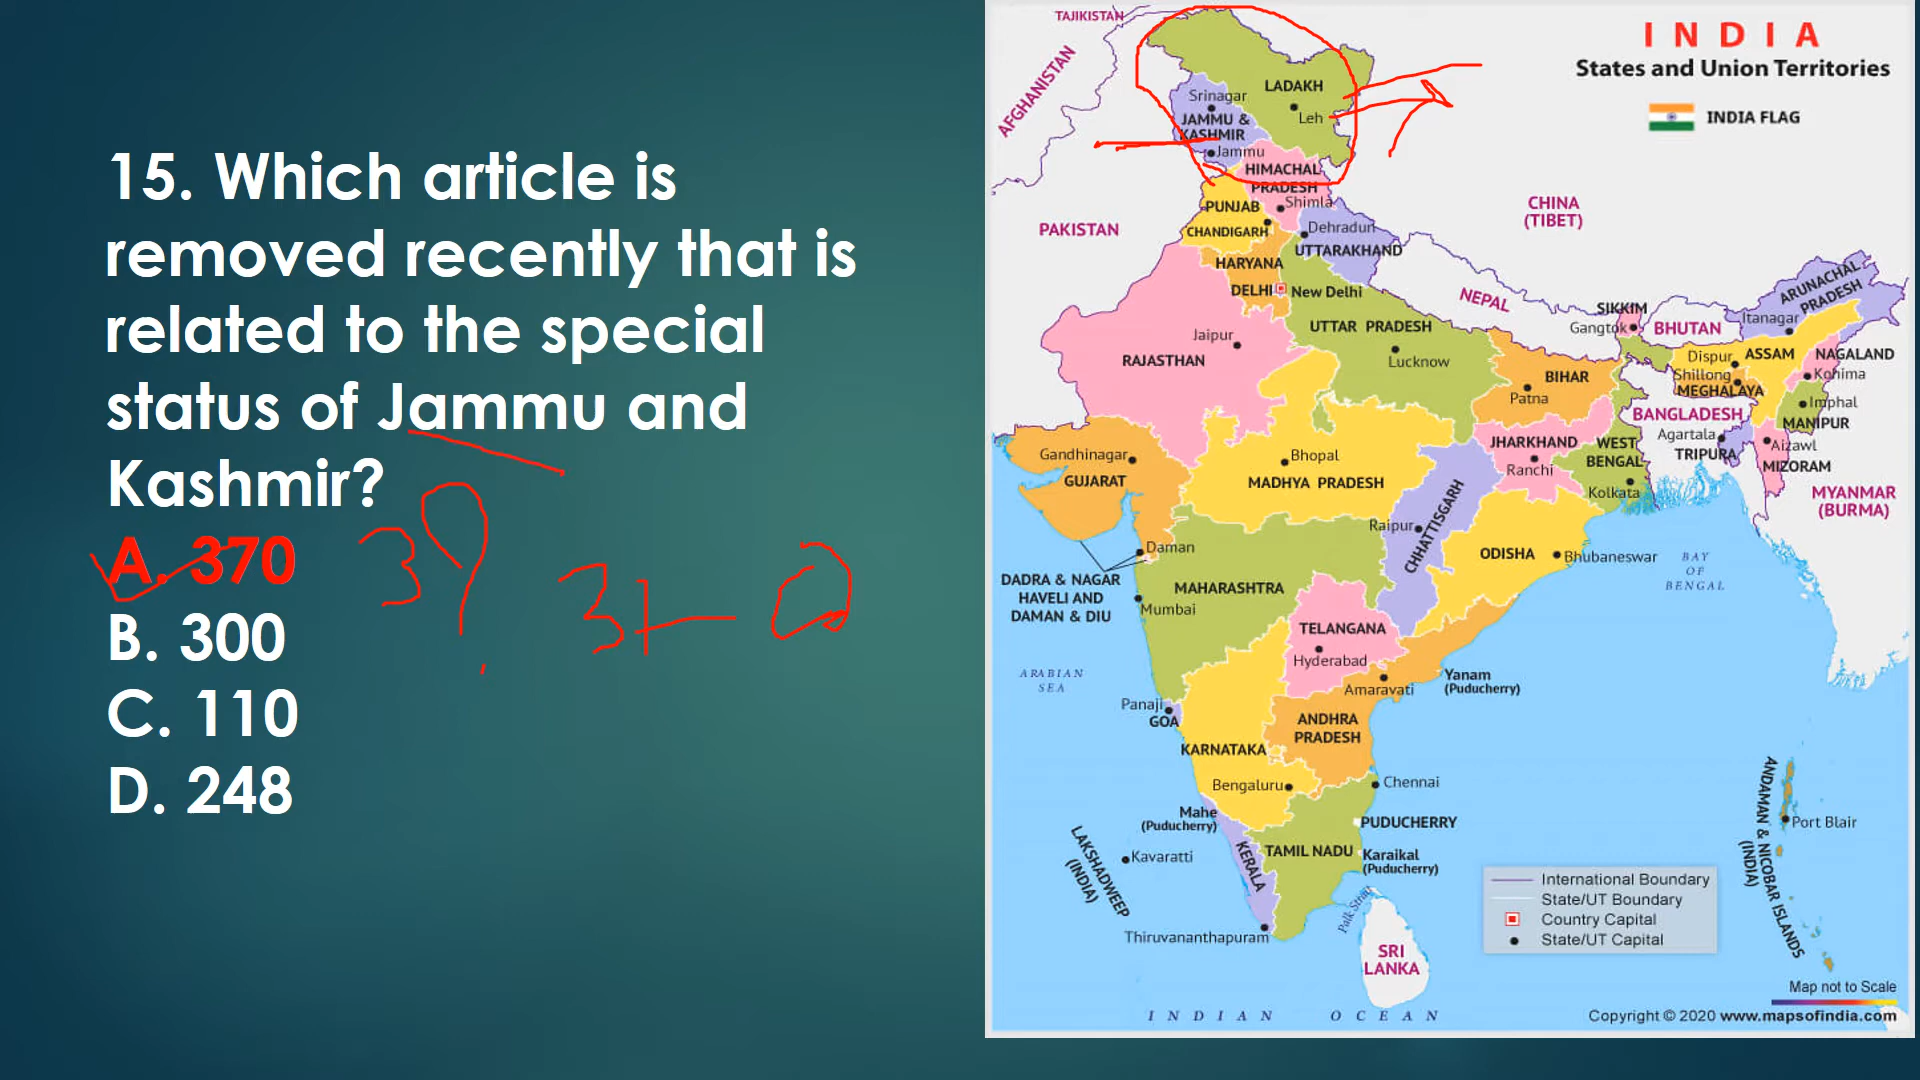 15. Which article is
removed recently that is
related to the special
status of Jammu and
Kashmir?
A. 370
B. 300
C. 110
D. 248
INDIA
States and Union Territories
INDIA FLAG
TAJIKISTAN
AFGHANISTAN
LADAKH
Srinagar
Leh
JAMMU &
KASHMIR
Jammu
HIMACHAL
PRADESH
Shimla
PUNJAB
CHANDIGARH
Dehradun
UTTARAKHAND
PAKISTAN
CHINA
(TIBET)
HARYANA
DELHI
New Delhi
NEPAL
SIKKIM
Gangtok
BHUTAN
ARUNACHAL
PRADESH
Itanagar
Jaipur
RAJASTHAN
UTTAR PRADESH
Lucknow
BIHAR
Patna
Dispur
ASSAM
NAGALAND
Shillong
Kohima
MEGHALAYA
Imphal
MANIPUR
BANGLADESH
Agartala
Aizawl
TRIPURA
MIZORAM
Gandhinagar
GUJARAT
Bhopal
MADHYA PRADESH
JHARKHAND
Ranchi
WEST
BENGAL
Kolkata
MYANMAR
(BURMA)
Raipur
CHHATTISGARH
Daman
DADRA & NAGAR
HAVELI AND
DAMAN & DIU
MAHARASHTRA
Mumbai
ODISHA
Bhubaneswar
BAY
OF
BENGAL
TELANGANA
Hyderabad
ARABIAN
SEA
Amaravati
Yanam
(Puducherry)
Panaji
GOA
ANDHRA
PRADESH
KARNATAKA
Bengaluru
Chennai
Mahe
(Puducherry)
PUDUCHERRY
TAMIL NADU
Karaikal
(Puducherry)
KERALA
LAKSHADWEEP
(INDIA)
Kavaratti
Thiruvananthapuram
Palk Strait
SRI
LANKA
ANDAMAN & NICOBAR ISLANDS
(INDIA)
Port Blair
International Boundary
State/UT Boundary
Country Capital
State/UT Capital
Map not to Scale
INDIAN OCEAN
Copyright © 2020 www.mapsofindia.com